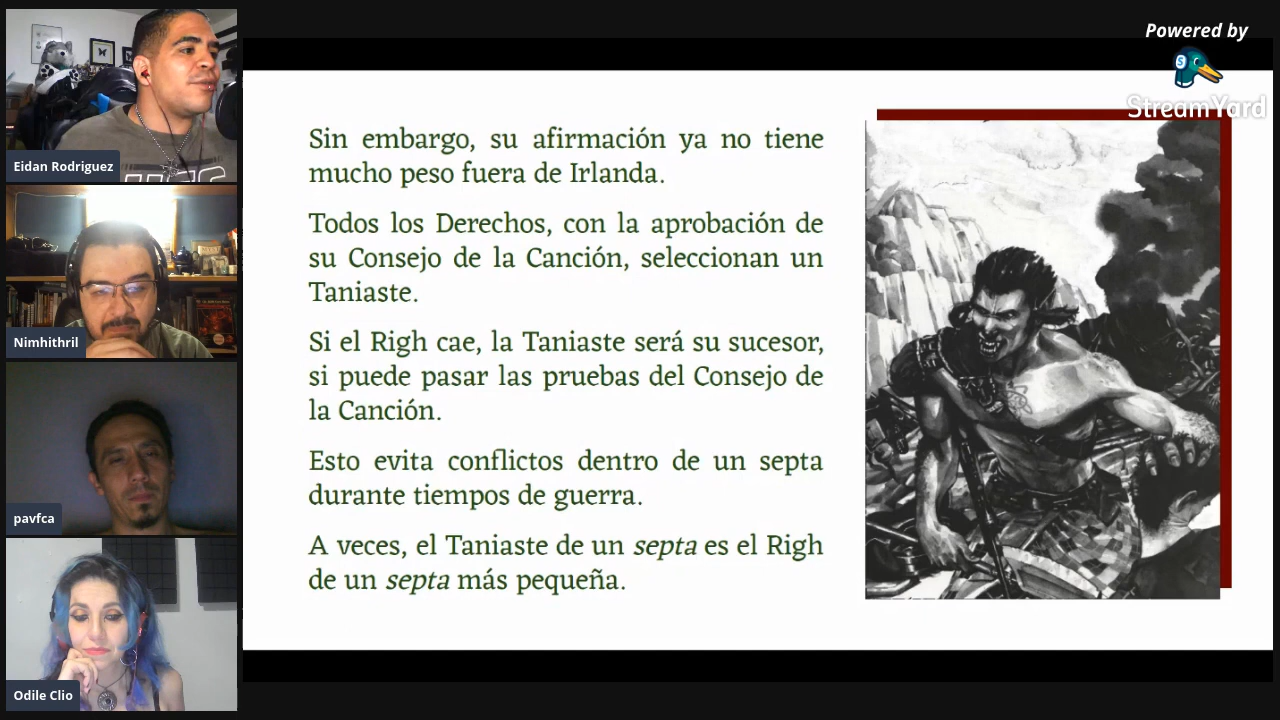 Powered by
StreamYard
Eidan Rodriguez
Nimhithril
pavfca
Odile Clio
Sin embargo, su afirmación ya no tiene
mucho peso fuera de Irlanda.
Todos los Derechos, con la aprobación de
su Consejo de la Canción, seleccionan un
Taniaste.
Si el Righ cae, la Taniaste será su sucesor,
si puede pasar las pruebas del Consejo de
la Canción.
Esto evita conflictos dentro de un septa
durante tiempos de guerra.
A veces, el Taniaste de un septa es el Righ
de un septa más pequeña.